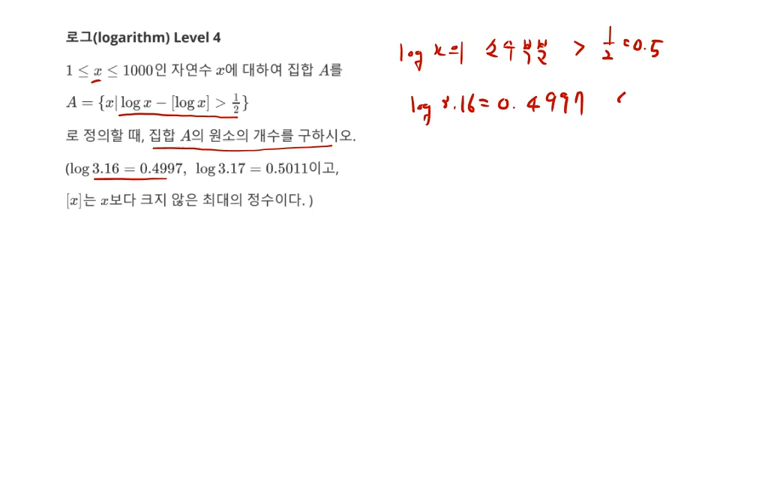 로그(logarithm) Level 4
1 ≤ x ≤ 1000인 자연수 x에 대하여 집합 A를
A = {x| log x − [log x] > 1/2}
로 정의할 때, 집합 A의 원소의 개수를 구하시오.
(log 3.16 = 0.4997, log 3.17 = 0.5011이고,
[x]는 x보다 크지 않은 최대의 정수이다. )
log x의 소수부분 > 1/2 = 0.5
log 3.16 = 0.4997